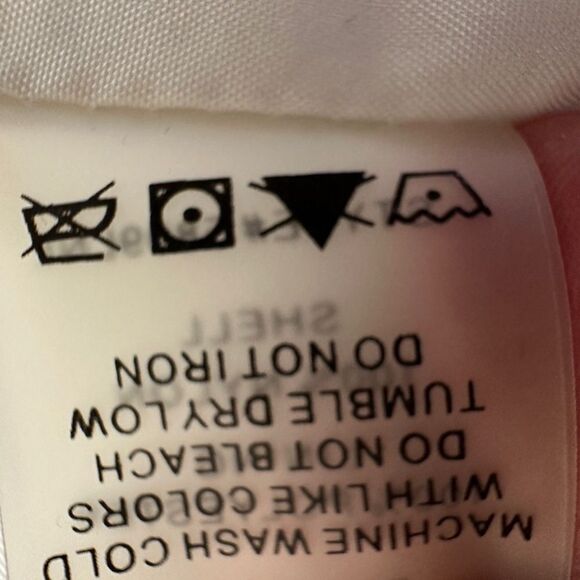 MACHINE WASH COLD
WITH LIKE COLORS
DO NOT BLEACH
TUMBLE DRY LOW
DO NOT IRON
SHELL